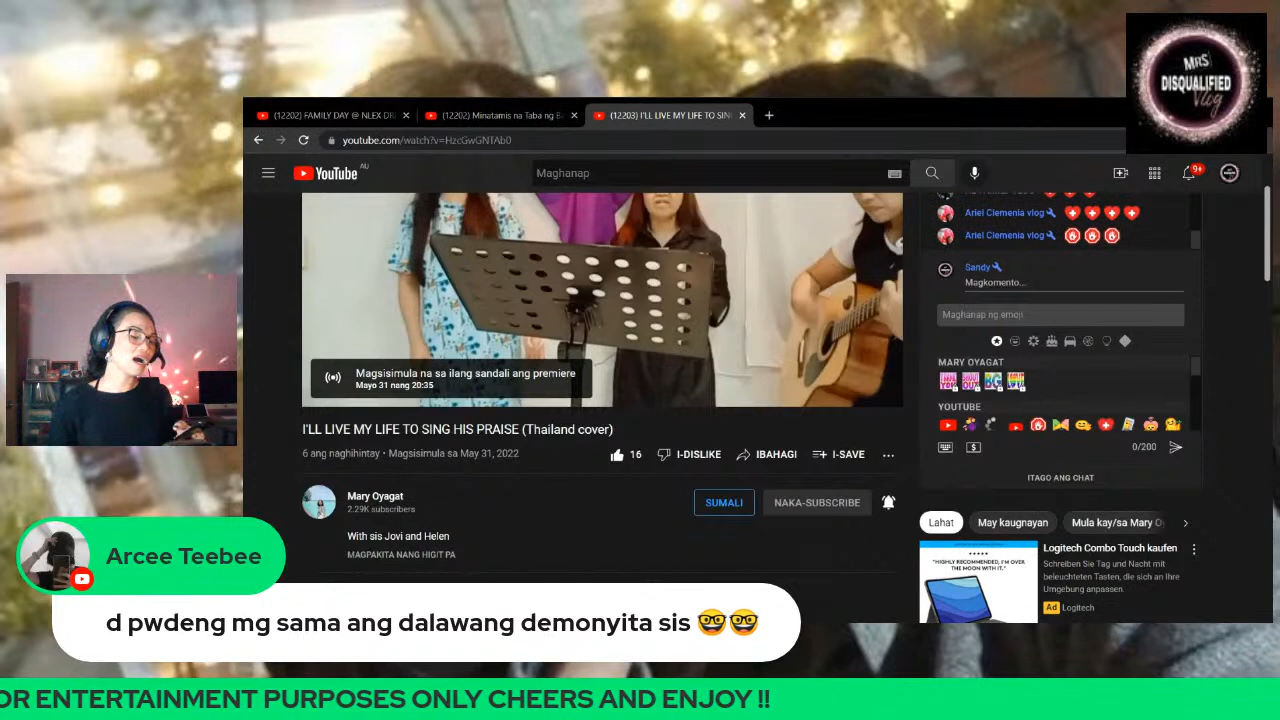 MRS
DISQUALIFIED
Vlog
(12202) FAMILY DAY @ NLEX DR
(12202) Minatamis na Taba ng B
(12203) I'LL LIVE MY LIFE TO SIN
youtube.com/watch?v=HzcGwGNTAb0
YouTube AU
Maghanap
9+
Ariel Clemenia vlog
Ariel Clemenia vlog
Sandy
Magkomento...
Maghanap ng emoji
MARY OYAGAT
YOUTUBE
0/200
ITAGO ANG CHAT
Magsisimula na sa ilang sandali ang premiere
Mayo 31 nang 20:35
I'LL LIVE MY LIFE TO SING HIS PRAISE (Thailand cover)
6 ang naghihintay • Magsisimula sa May 31, 2022
16 I-DISLIKE IBAHAGI I-SAVE
Mary Oyagat
2.29K subscribers
SUMALI NAKA-SUBSCRIBE
With sis Jovi and Helen
MAGPAKITA NANG HIGIT PA
Lahat May kaugnayan Mula kay/sa Mary O
"HIGHLY RECOMMENDED, I'M OVER
THE MOON WITH IT."
Logitech Combo Touch kaufen
Schreiben Sie Tag und Nacht mit
beleuchteten Tasten, die sich an Ihre
Umgebung anpassen.
Ad Logitech
Arcee Teebee
d pwdeng mg sama ang dalawang demonyita sis 🤓🤓
OR ENTERTAINMENT PURPOSES ONLY CHEERS AND ENJOY !!